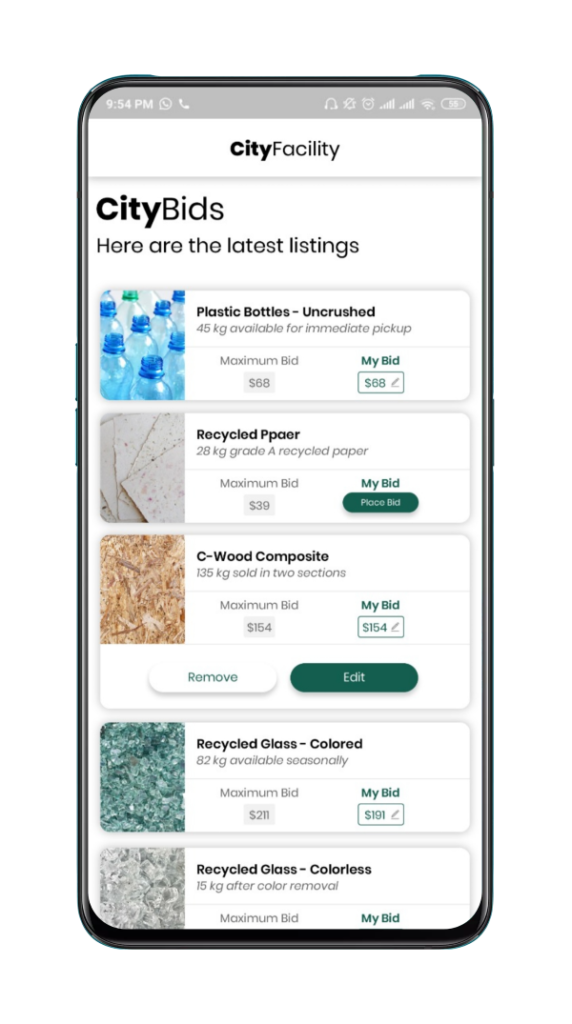 9:54 PM 55
CityFacility
CityBids
Here are the latest listings
Plastic Bottles - Uncrushed
45 kg available for immediate pickup
Maximum Bid My Bid
$68 $68
Recycled Ppaer
28 kg grade A recycled paper
Maximum Bid My Bid
$39 Place Bid
C-Wood Composite
135 kg sold in two sections
Maximum Bid My Bid
$154 $154
Remove Edit
Recycled Glass - Colored
82 kg available seasonally
Maximum Bid My Bid
$211 $191
Recycled Glass - Colorless
15 kg after color removal
Maximum Bid My Bid